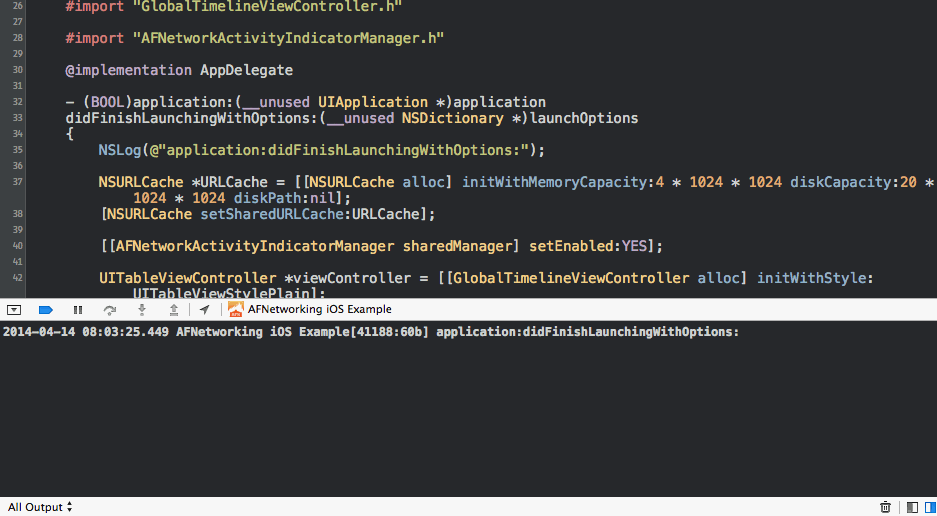 26 #import "GlobalTimelineViewController.h"
27
28 #import "AFNetworkActivityIndicatorManager.h"
29
30 @implementation AppDelegate
31
32 - (BOOL)application:(__unused UIApplication *)application
33 didFinishLaunchingWithOptions:(__unused NSDictionary *)launchOptions
34 {
35 NSLog(@"application:didFinishLaunchingWithOptions:");
36
37 NSURLCache *URLCache = [[NSURLCache alloc] initWithMemoryCapacity:4 * 1024 * 1024 diskCapacity:20 *
1024 * 1024 diskPath:nil];
38 [NSURLCache setSharedURLCache:URLCache];
39
40 [[AFNetworkActivityIndicatorManager sharedManager] setEnabled:YES];
41
42 UITableViewController *viewController = [[GlobalTimelineViewController alloc] initWithStyle:
UITableViewStylePlain];
AFNetworking iOS Example
2014-04-14 08:03:25.449 AFNetworking iOS Example[41188:60b] application:didFinishLaunchingWithOptions:
All Output